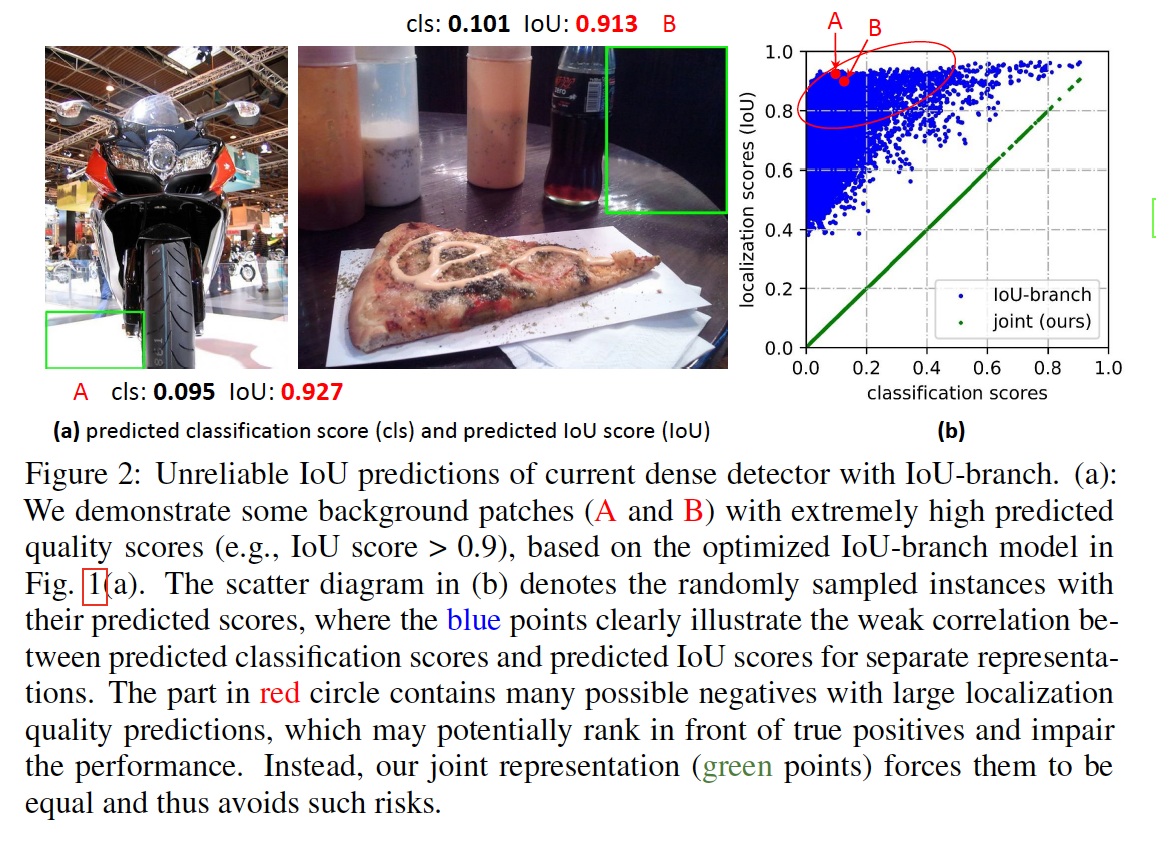 cls: 0.101 IoU: 0.913 B
zero
A cls: 0.095 IoU: 0.927
(a) predicted classification score (cls) and predicted IoU score (IoU)
A
B
1.0
0.8
0.6
0.4
0.2
0.0
localization scores (IoU)
IoU-branch
joint (ours)
0.0 0.2 0.4 0.6 0.8 1.0
classification scores
(b)
Figure 2: Unreliable IoU predictions of current dense detector with IoU-branch. (a):
We demonstrate some background patches (A and B) with extremely high predicted
quality scores (e.g., IoU score > 0.9), based on the optimized IoU-branch model in
Fig. 1(a). The scatter diagram in (b) denotes the randomly sampled instances with
their predicted scores, where the blue points clearly illustrate the weak correlation be-
tween predicted classification scores and predicted IoU scores for separate representa-
tions. The part in red circle contains many possible negatives with large localization
quality predictions, which may potentially rank in front of true positives and impair
the performance. Instead, our joint representation (green points) forces them to be
equal and thus avoids such risks.